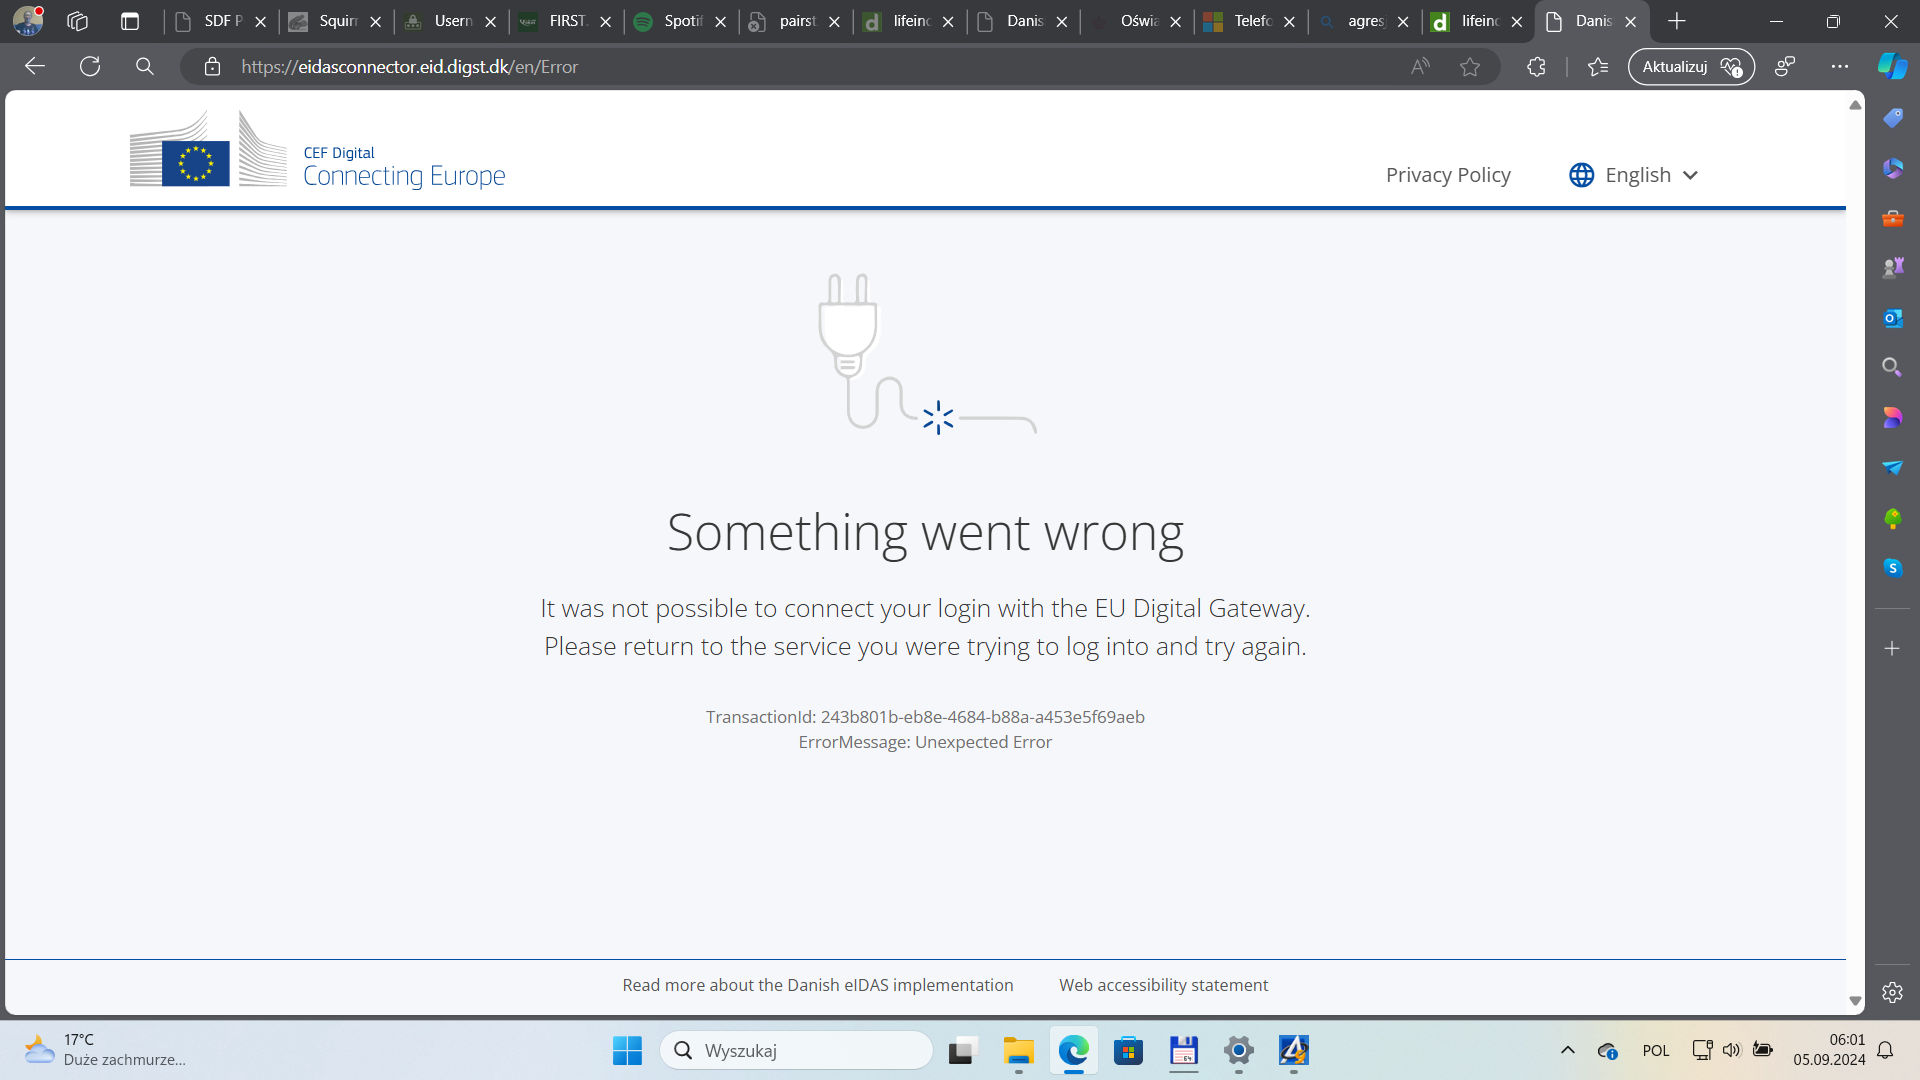 SDF P
Squirr
Usern
FIRST.
Spotif
pairst
lifeinc
Danis
Oświa
Telefo
agresj
lifeinc
Danis
https://eidasconnector.eid.digst.dk/en/Error
Aktualizuj
CEF Digital
Connecting Europe
Privacy Policy
English
Something went wrong
It was not possible to connect your login with the EU Digital Gateway.
Please return to the service you were trying to log into and try again.
TransactionId: 243b801b-eb8e-4684-b88a-a453e5f69aeb
ErrorMessage: Unexpected Error
Read more about the Danish eIDAS implementation
Web accessibility statement
17°C
Duże zachmurze...
Wyszukaj
64
POL
06:01
05.09.2024